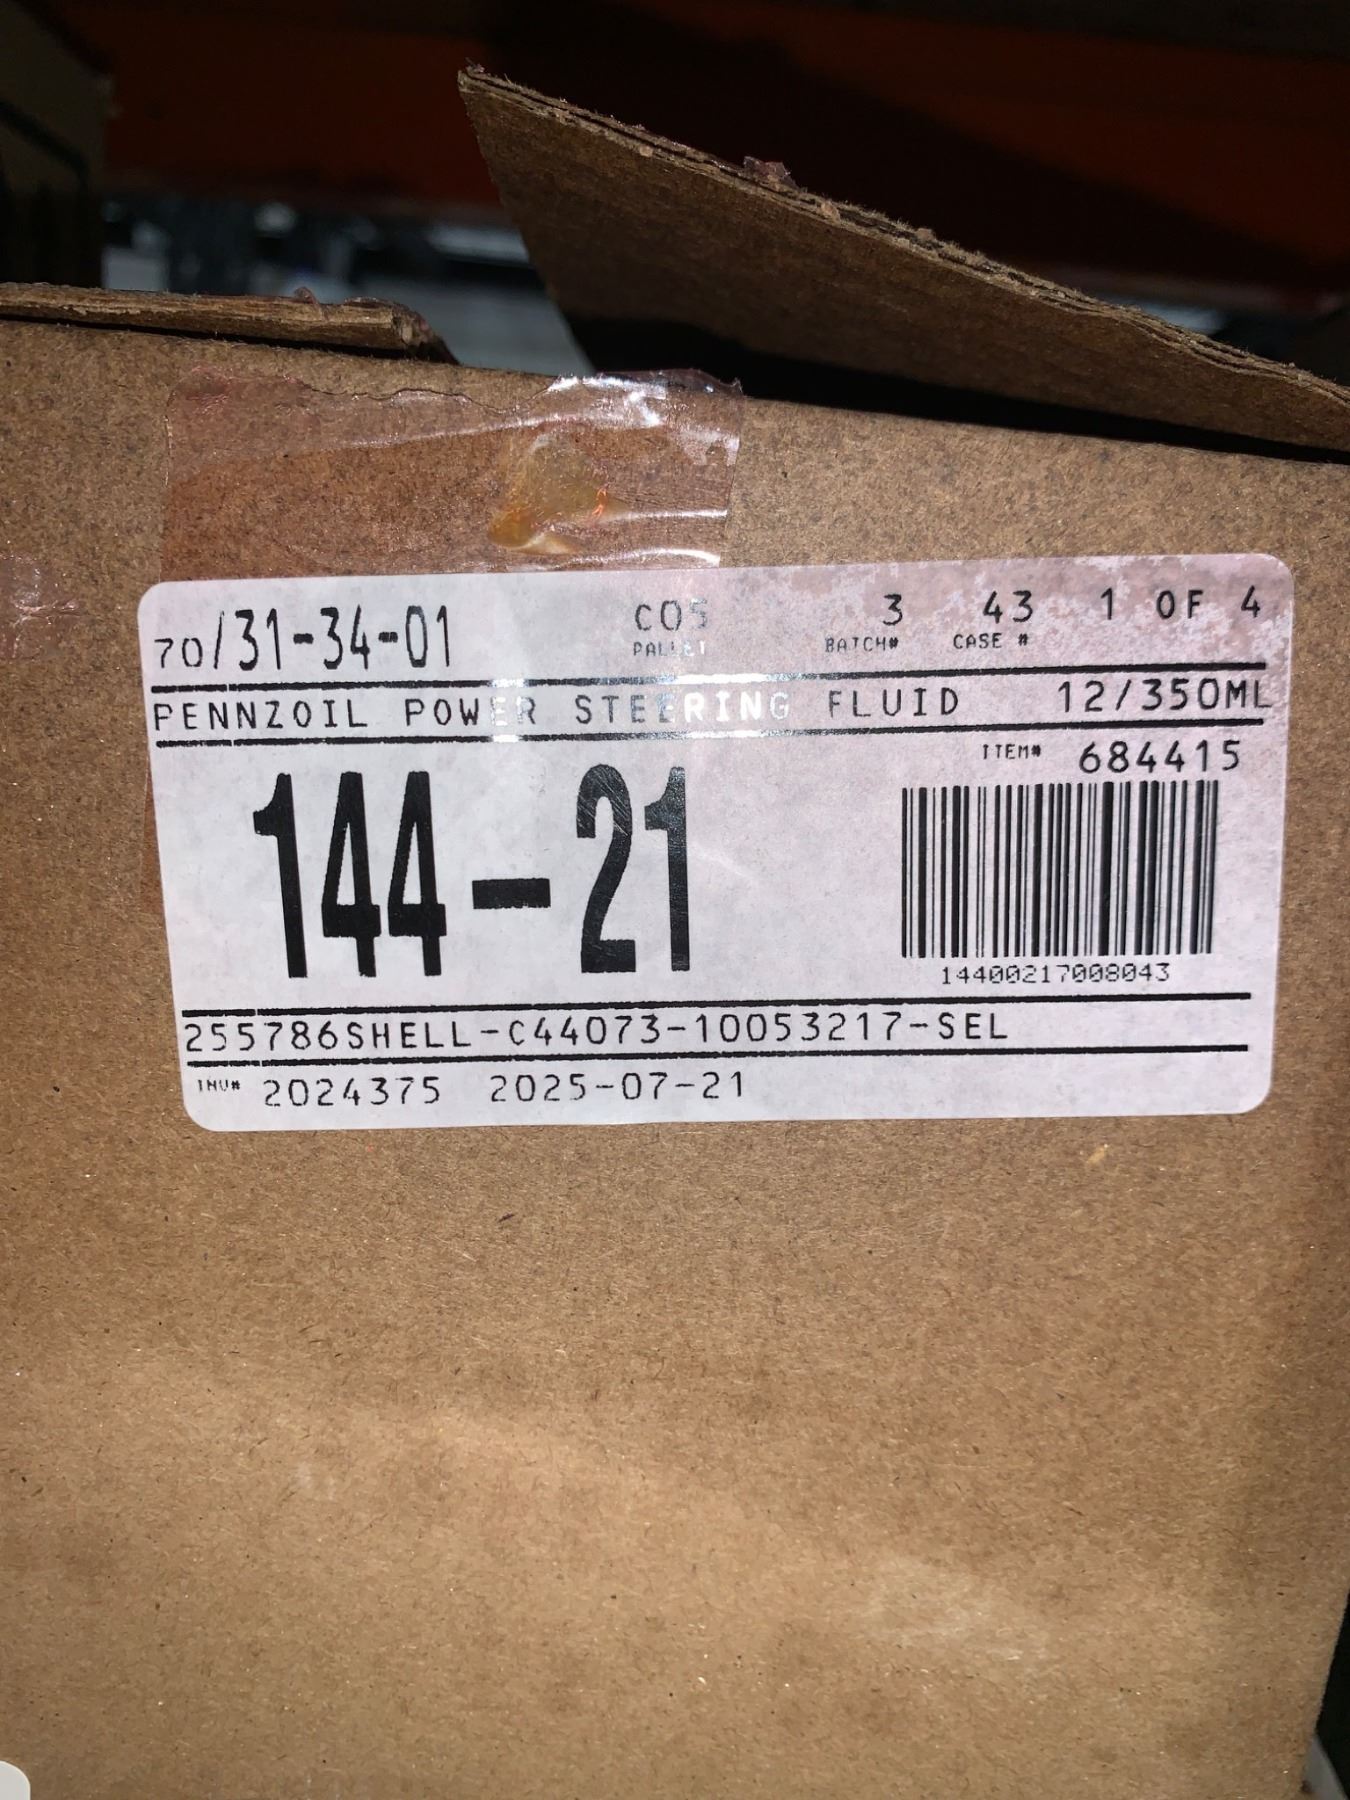 70/31-34-01 COS 3 43 1 OF 4
PALLET BATCH# CASE #
PENNZOIL POWER STEERING FLUID 12/350ML
ITEM# 684415
144-21
14400217008043
255786SHELL-C44073-10053217-SEL
INV# 2024375 2025-07-21